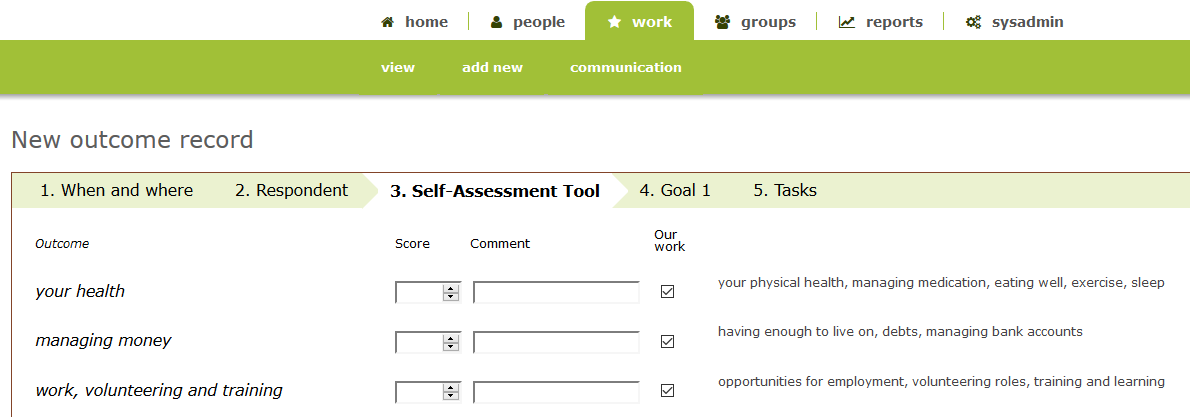 home people work groups reports sysadmin
view add new communication
New outcome record
1. When and where 2. Respondent 3. Self-Assessment Tool 4. Goal 1 5. Tasks
Outcome Score Comment Our work
your health your physical health, managing medication, eating well, exercise, sleep
managing money having enough to live on, debts, managing bank accounts
work, volunteering and training opportunities for employment, volunteering roles, training and learning